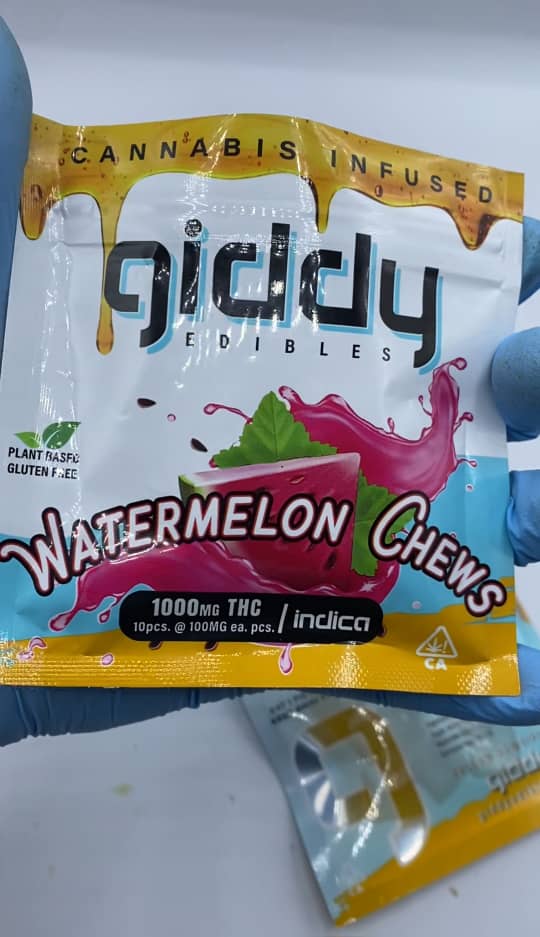 CANNABIS INFUSED
giddy
EDIBLES
PLANT BASED
GLUTEN FREE
WATERMELON CHEWS
1000MG THC
10pcs. @ 100MG ea. pcs. / indica
CA